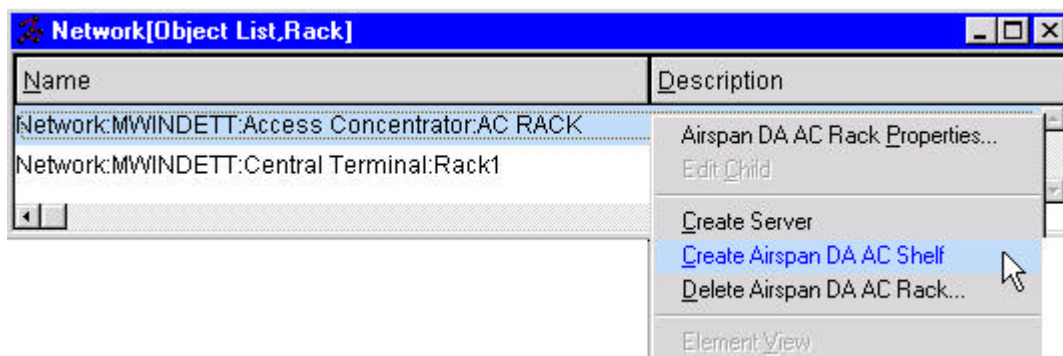 Network[Object List,Rack]
Name Description
Network:MWINDETT:Access Concentrator:AC RACK
Network:MWINDETT:Central Terminal:Rack1
Airspan DA AC Rack Properties...
Edit Child
Create Server
Create Airspan DA AC Shelf
Delete Airspan DA AC Rack...
Element View